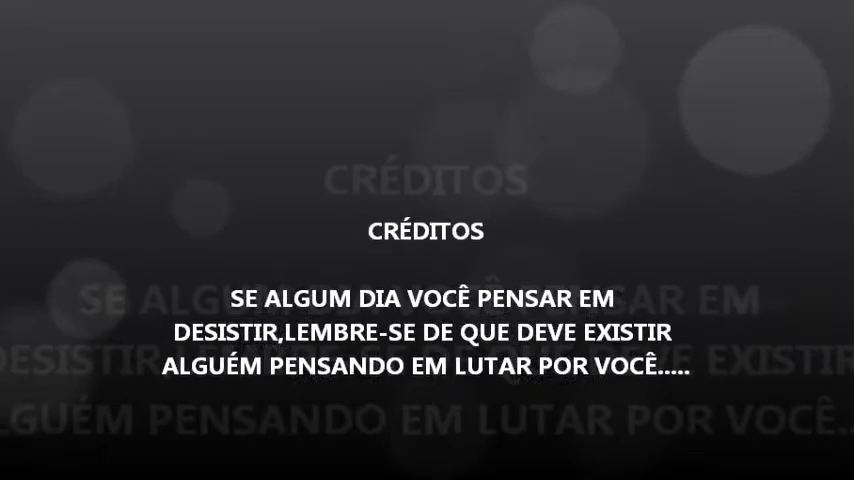 CRÉDITOS
SE ALGUM DIA VOCÊ PENSAR EM
DESISTIR,LEMBRE-SE DE QUE DEVE EXISTIR
ALGUÉM PENSANDO EM LUTAR POR VOCÊ.....